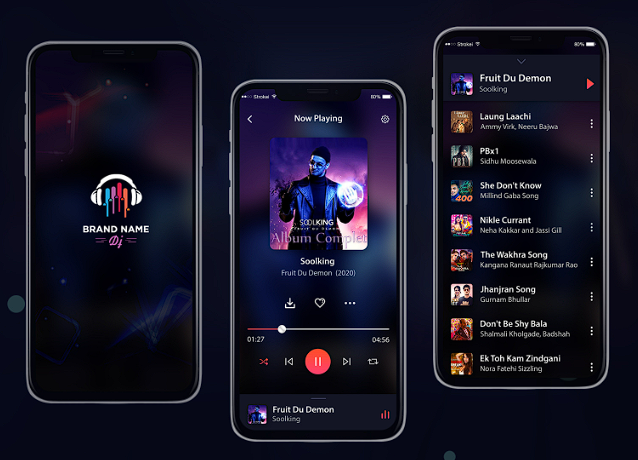 BRAND NAME
Dj
Strokei
80%
Now Playing
SOOLKING
Album Complet
Soolking
Fruit Du Demon (2020)
01:27
04:56
Fruit Du Demon
Soolking
Strokei
80%
Fruit Du Demon
Soolking
Laung Laachi
Ammy Virk, Neeru Bajwa
PBx1
Sidhu Moosewala
She Don't Know
Millind Gaba Song
400
Nikle Currant
Neha Kakkar and Jassi Gill
The Wakhra Song
Kangana Ranaut Rajkumar Rao
Jhanjran Song
Gurnam Bhullar
Don't Be Shy Bala
Shalmali Kholgade, Badshah
Ek Toh Kam Zindgani
Nora Fatehi Sizzling